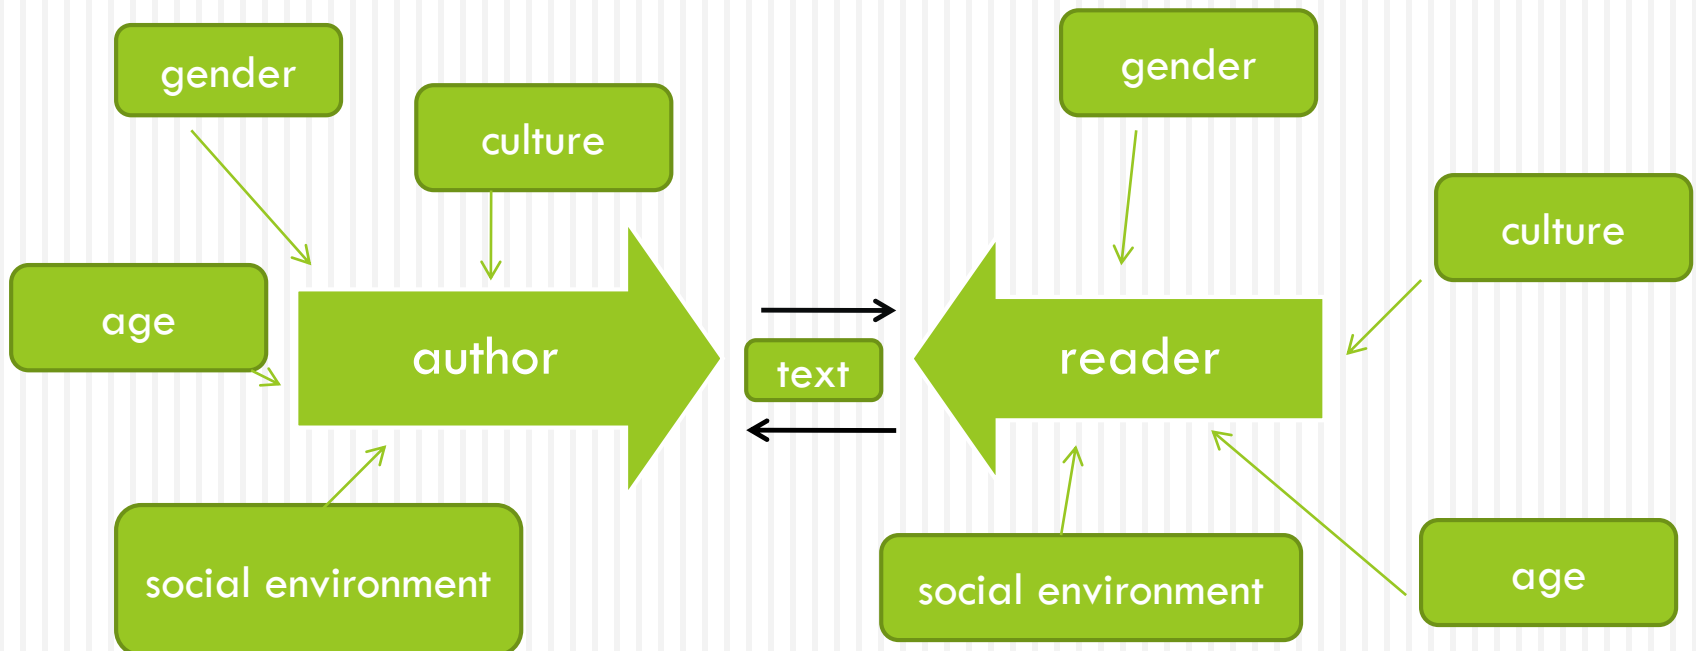 gender
culture
age
author
social environment
text
gender
culture
reader
social environment
age